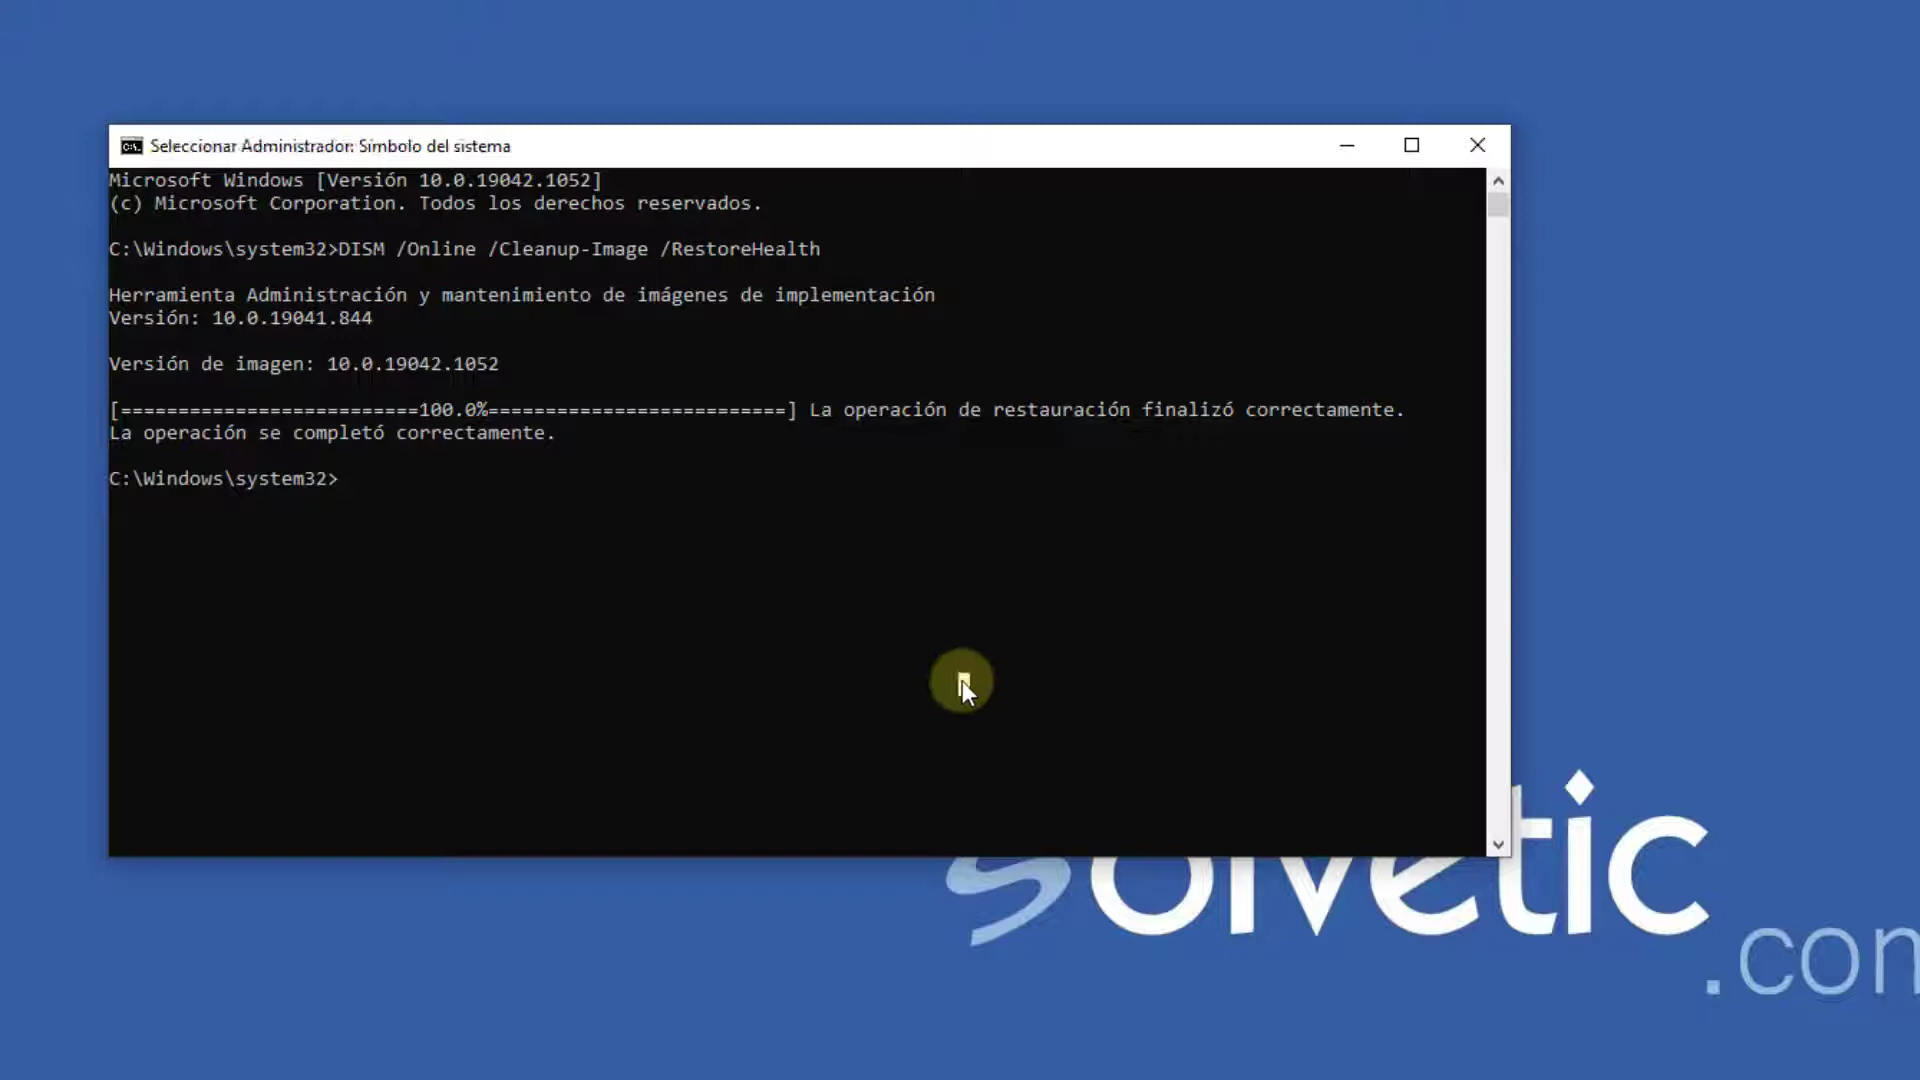 Seleccionar Administrador: Símbolo del sistema
Microsoft Windows [Versión 10.0.19042.1052]
(c) Microsoft Corporation. Todos los derechos reservados.
C:\Windows\system32>DISM /Online /Cleanup-Image /RestoreHealth
Herramienta Administración y mantenimiento de imágenes de implementación
Versión: 10.0.19041.844
Versión de imagen: 10.0.19042.1052
[==========================100.0%==========================] La operación de restauración finalizó correctamente.
La operación se completó correctamente.
C:\Windows\system32>
solvetic
.com